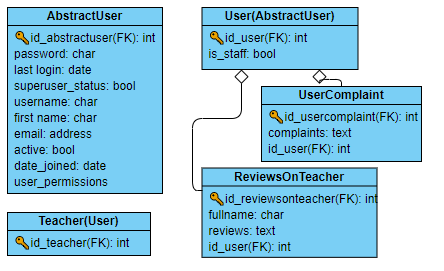 AbstractUser
id_abstractuser(FK): int
password: char
last login: date
superuser_status: bool
username: char
first name: char
email: address
active: bool
date_joined: date
user_permissions
User(AbstractUser)
id_user(FK): int
is_staff: bool
UserComplaint
id_usercomplaint(FK): int
complaints: text
id_user(FK): int
ReviewsOnTeacher
id_reviewsonteacher(FK): int
fullname: char
reviews: text
id_user(FK): int
Teacher(User)
id_teacher(FK): int